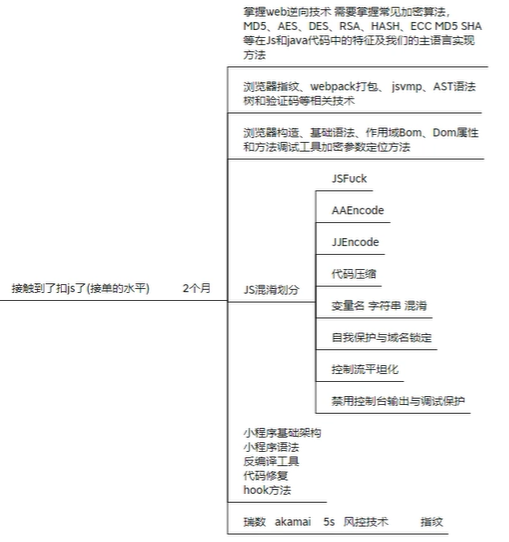 掌握web逆向技术 需要掌握常见加密算法，
MD5、AES、DES、RSA、HASH、ECC MD5 SHA
等在Js和java代码中的特征及我们的主语言实现
方法
浏览器指纹、webpack打包、 jsvmp、AST语法
树和验证码等相关技术
浏览器构造、基础语法、作用域Bom、Dom属性
和方法调试工具加密参数定位方法
接触到了扣js了(接单的水平)
2个月
JS混淆划分
JSFuck
AAEncode
JJEncode
代码压缩
变量名 字符串 混淆
自我保护与域名锁定
控制流平坦化
禁用控制台输出与调试保护
小程序基础架构
小程序语法
反编译工具
代码修复
hook方法
瑞数 akamai 5s 风控技术 指纹